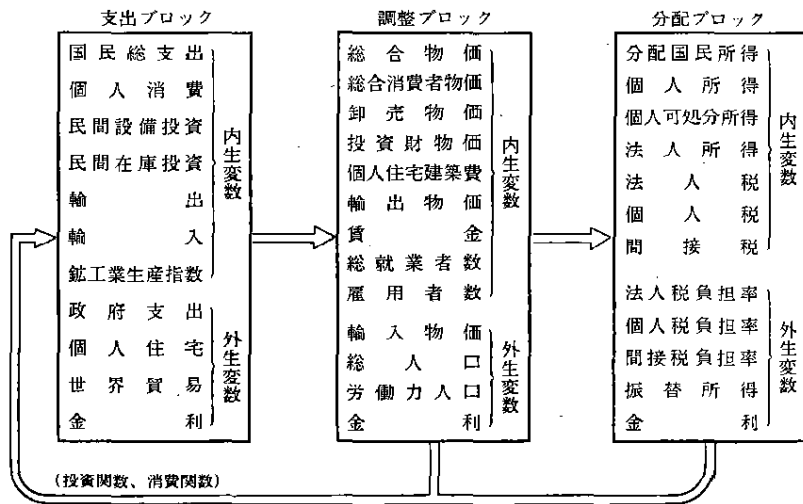 支出ブロック
国民総支出
個人消費
民間設備投資
民間在庫投資
輸出
輸入
鉱工業生産指数
内生変数
政府支出
個人住宅
世界貿易
金利
外生変数
調整ブロック
総合物価
総合消費者物価
卸売物価
投資財物価
個人住宅建築費
輸出物価
賃金
総就業者数
雇用者数
内生変数
輸入物価
総人口
労働力人口
金利
外生変数
分配ブロック
分配国民所得
個人所得
個人可処分所得
法人所得
法人税
個人税
間接税
内生変数
法人税負担率
個人税負担率
間接税負担率
振替所得
金利
外生変数
(投資関数、消費関数)